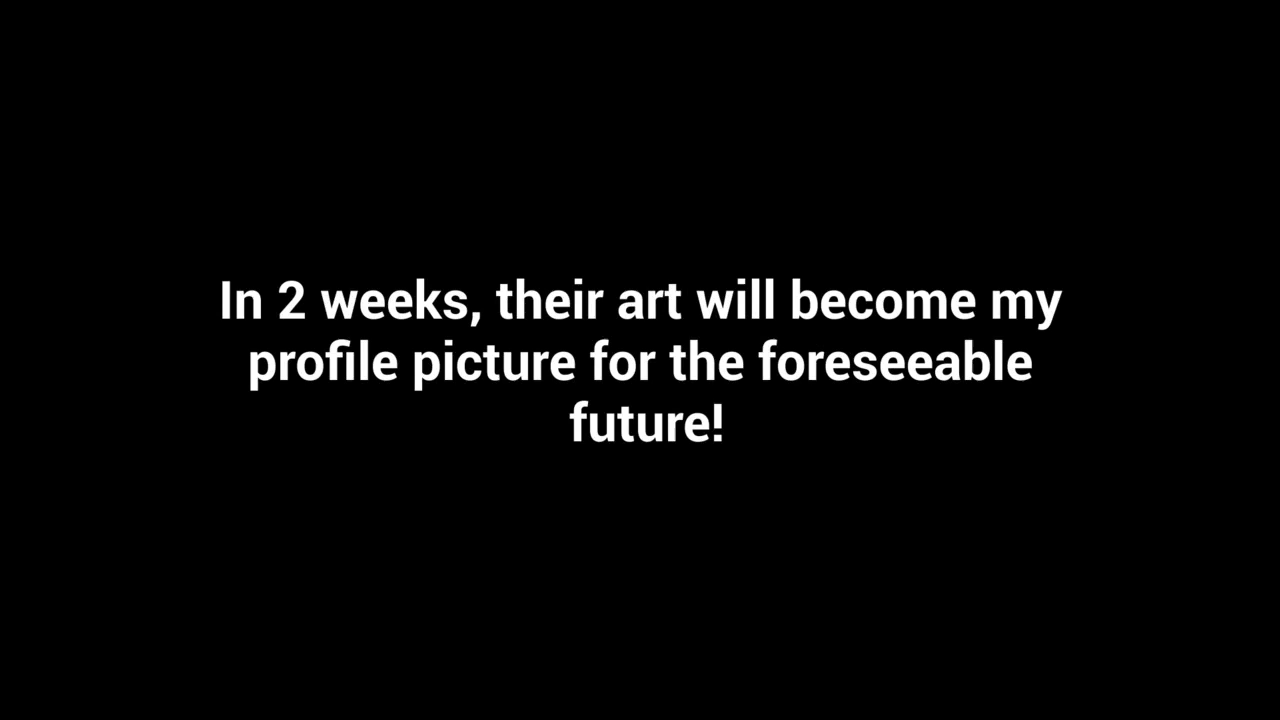 In 2 weeks, their art will become my
profile picture for the foreseeable
future!